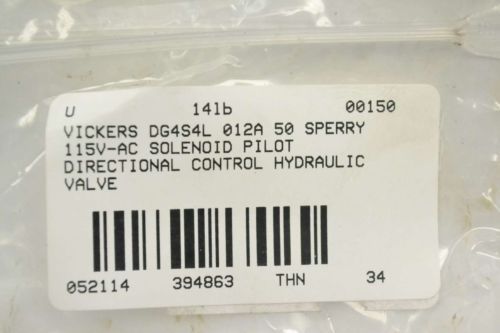 U 14lb 00150
VICKERS DG4S4L 012A 50 SPERRY
115V-AC SOLENOID PILOT
DIRECTIONAL CONTROL HYDRAULIC
VALVE
052114 394863 THN 34